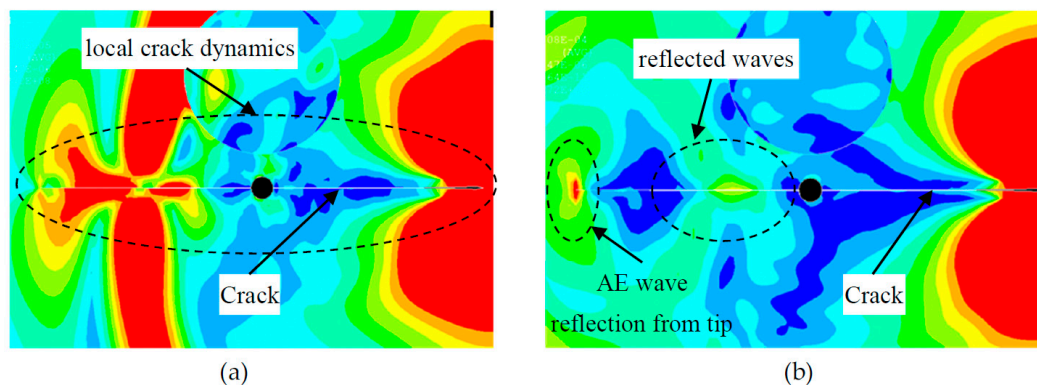 local crack dynamics
Crack
(a)
reflected waves
AE wave
reflection from tip
Crack
(b)